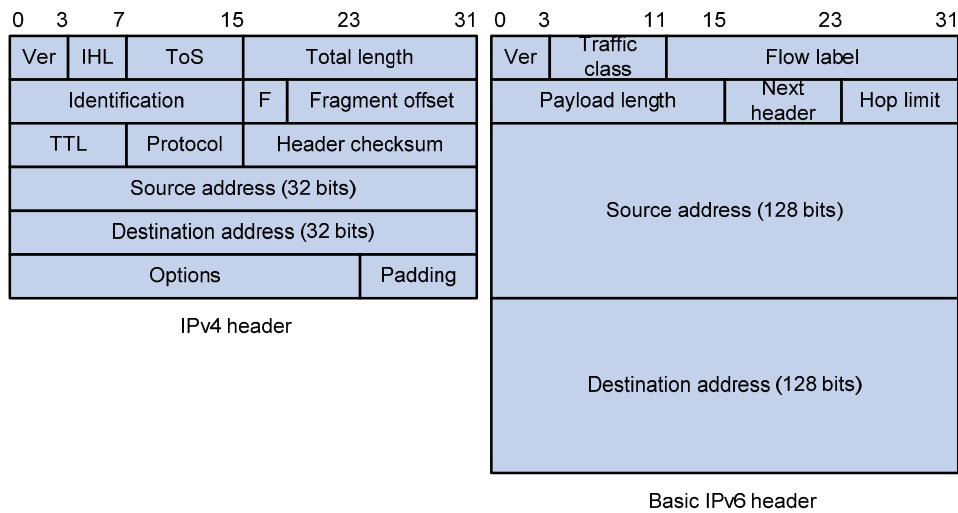 0 3 7 15 23 31
Ver IHL ToS Total length
Identification F Fragment offset
TTL Protocol Header checksum
Source address (32 bits)
Destination address (32 bits)
Options Padding
IPv4 header
0 3 11 15 23 31
Ver Traffic class Flow label
Payload length Next header Hop limit
Source address (128 bits)
Destination address (128 bits)
Basic IPv6 header